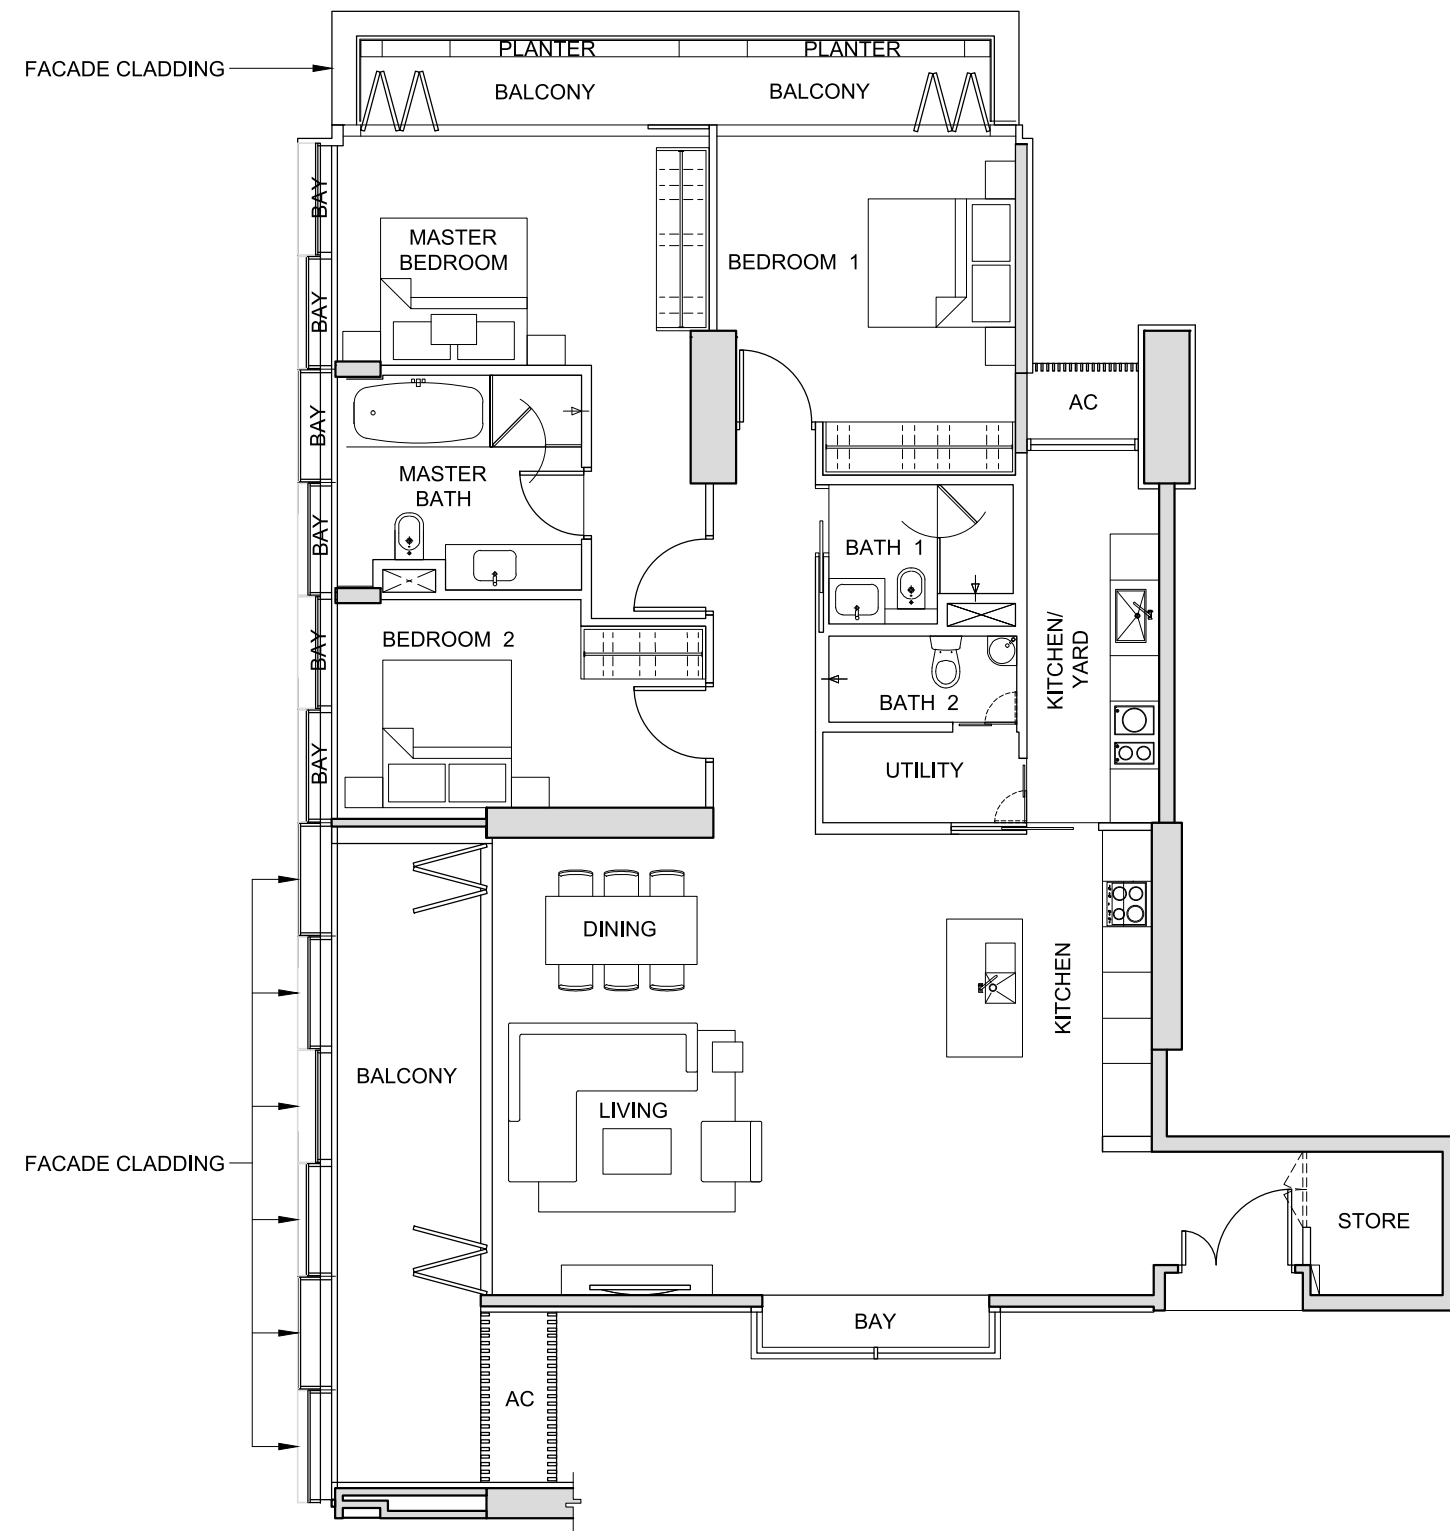 PLANTER
PLANTER
FACADE CLADDING
BALCONY
BALCONY
BAY
MASTER
BEDROOM
BEDROOM 1
BAY
AC
BAY
MASTER
BATH
BAY
BATH 1
BEDROOM 2
BAY
KITCHEN/
YARD
BATH 2
BAY
UTILITY
DINING
KITCHEN
BALCONY
LIVING
FACADE CLADDING
STORE
BAY
AC